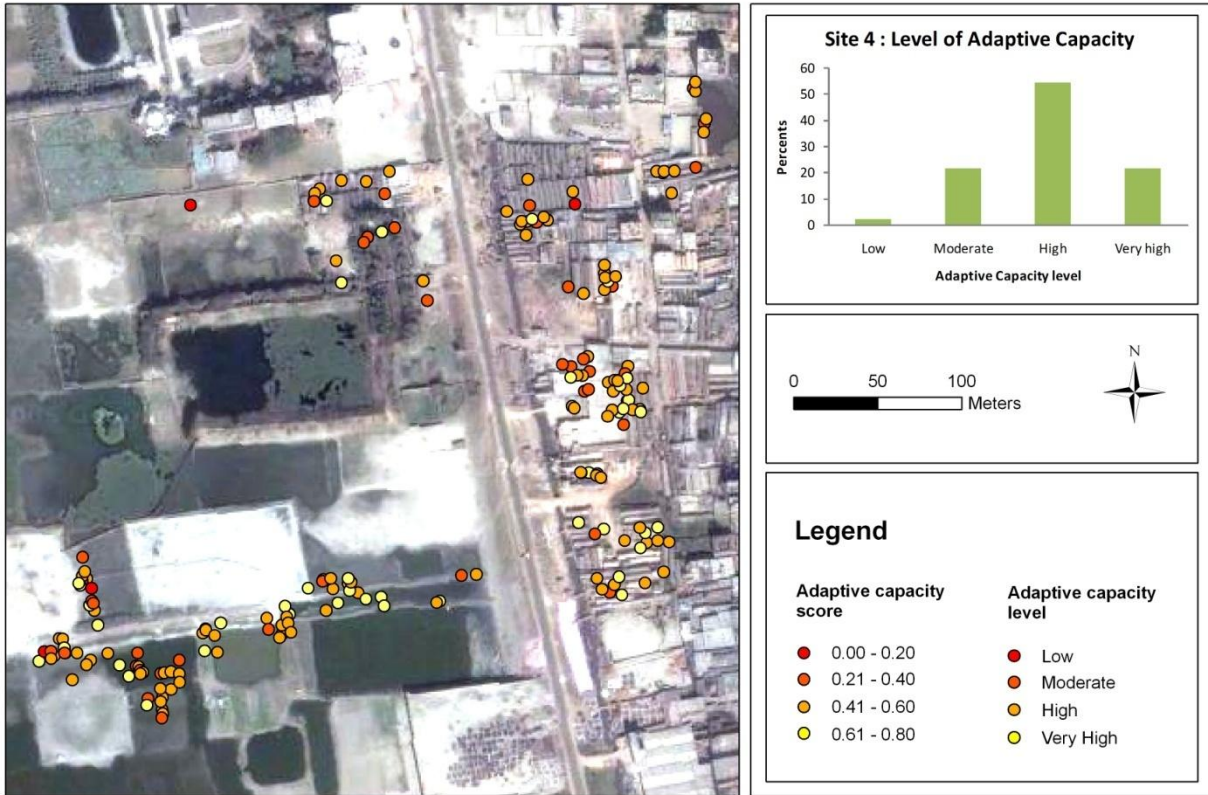 Site 4 : Level of Adaptive Capacity
60
50
40
30
20
10
0
Percents
Low Moderate High Very high
Adaptive Capacity level
0 50 100
Meters
N
Legend
Adaptive capacity score
Adaptive capacity level
0.00 - 0.20 Low
0.21 - 0.40 Moderate
0.41 - 0.60 High
0.61 - 0.80 Very High